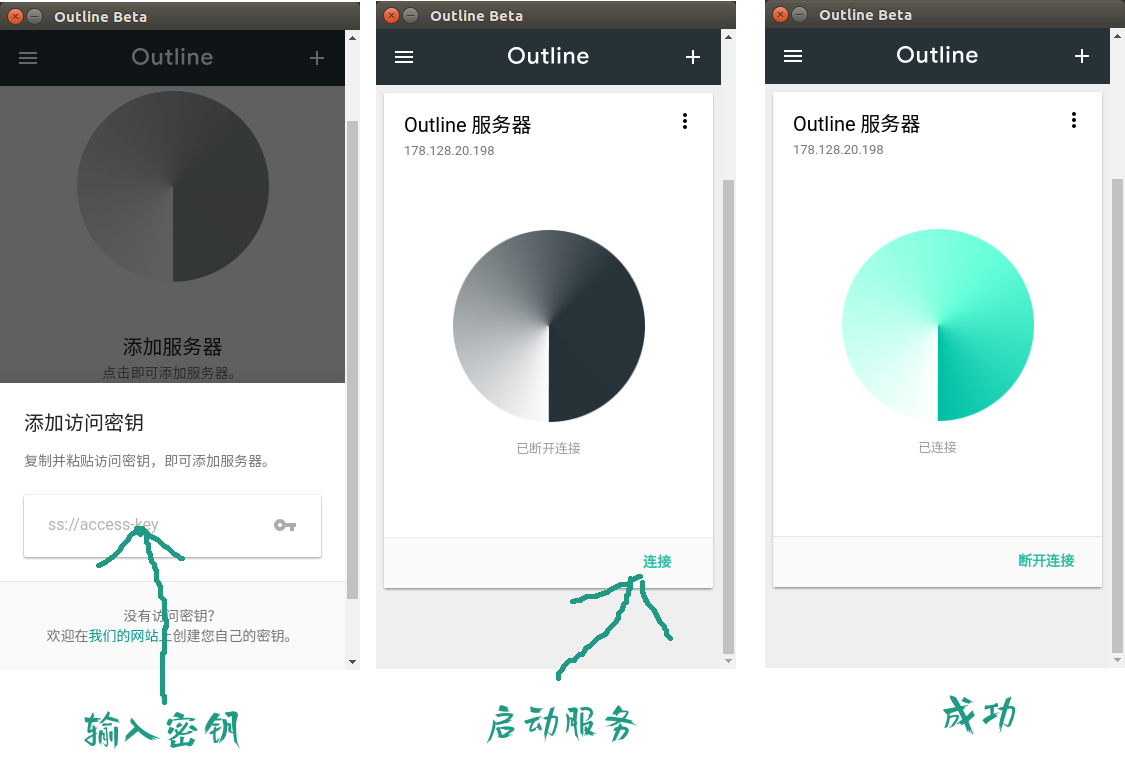 Outline Beta
Outline
添加服务器
点击即可添加服务器。
添加访问密钥
复制并粘贴访问密钥，即可添加服务器。
ss://access-key
没有访问密钥？
欢迎在我们的网站上创建您自己的密钥。
输入密钥
Outline Beta
Outline
Outline 服务器
178.128.20.198
已断开连接
连接
启动服务
Outline Beta
Outline
Outline 服务器
178.128.20.198
已连接
断开连接
成功